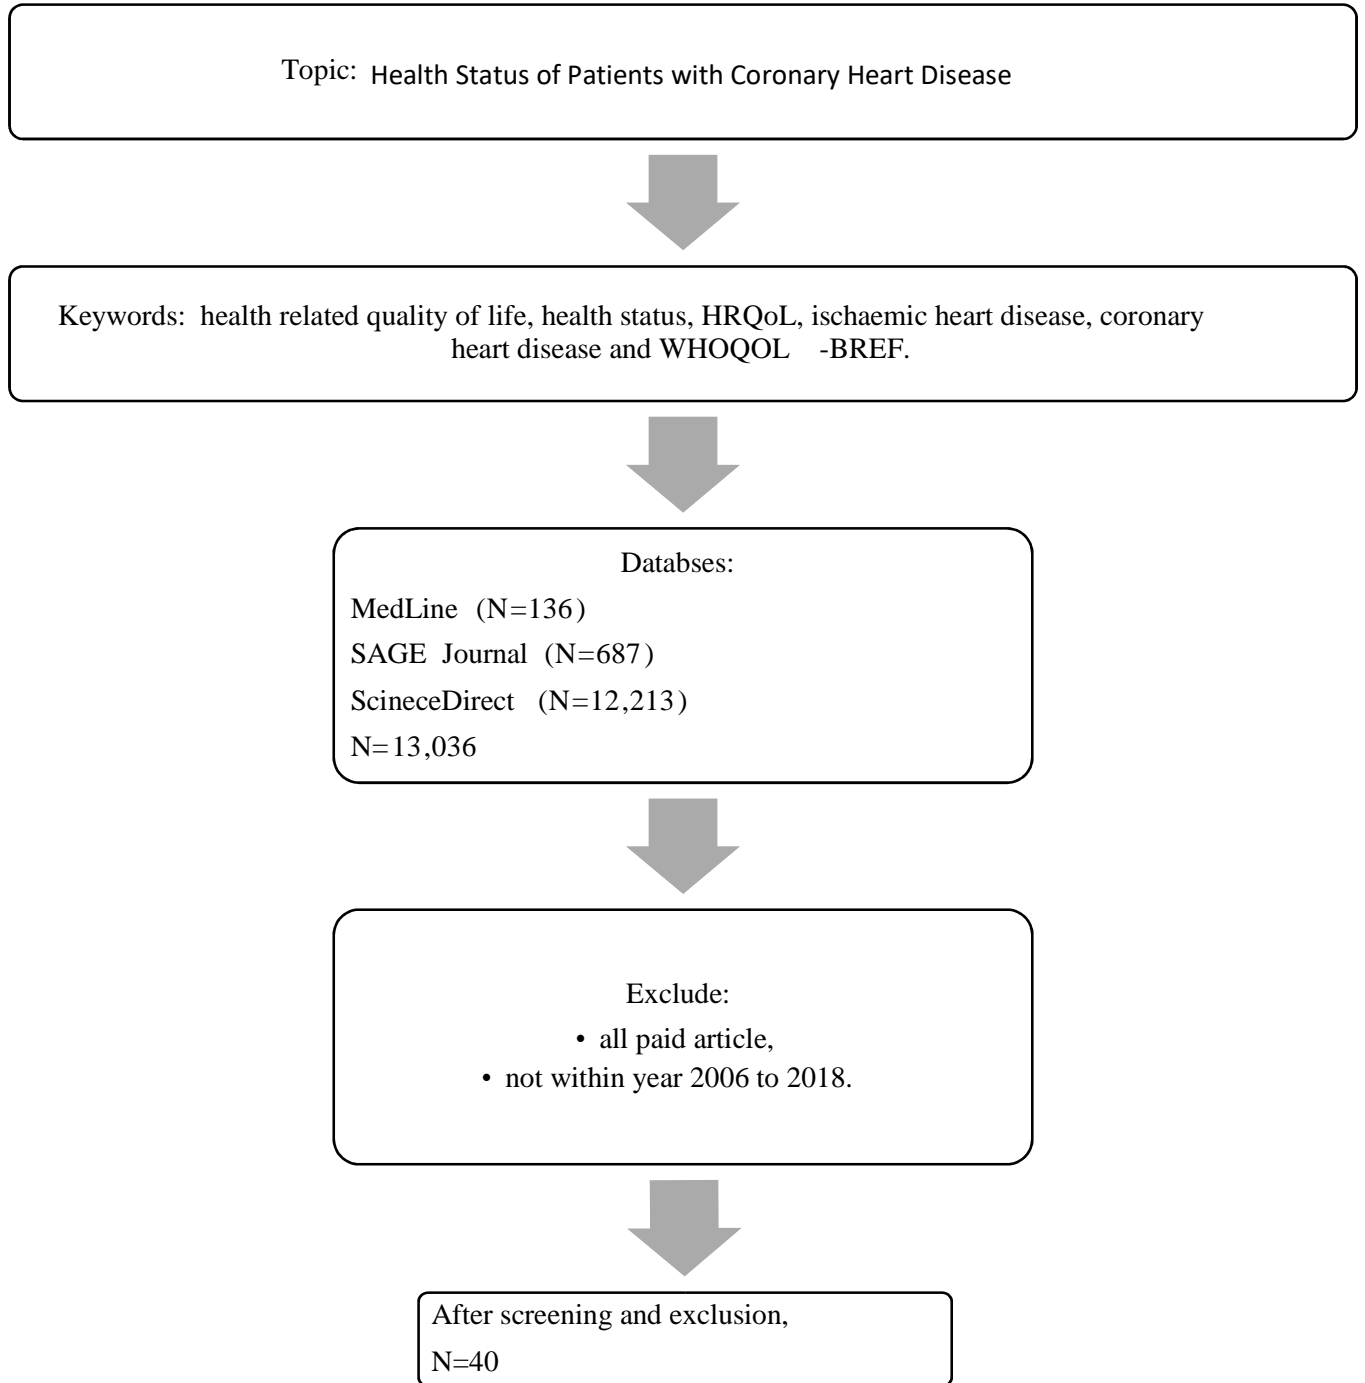 Topic: Health Status of Patients with Coronary Heart Disease
Keywords: health related quality of life, health status, HRQoL, ischaemic heart disease, coronary
heart disease and WHOQOL -BREF.
Databses:
MedLine (N=136)
SAGE Journal (N=687)
ScineceDirect (N=12,213)
N=13,036
Exclude:
• all paid article,
• not within year 2006 to 2018.
After screening and exclusion,
N=40